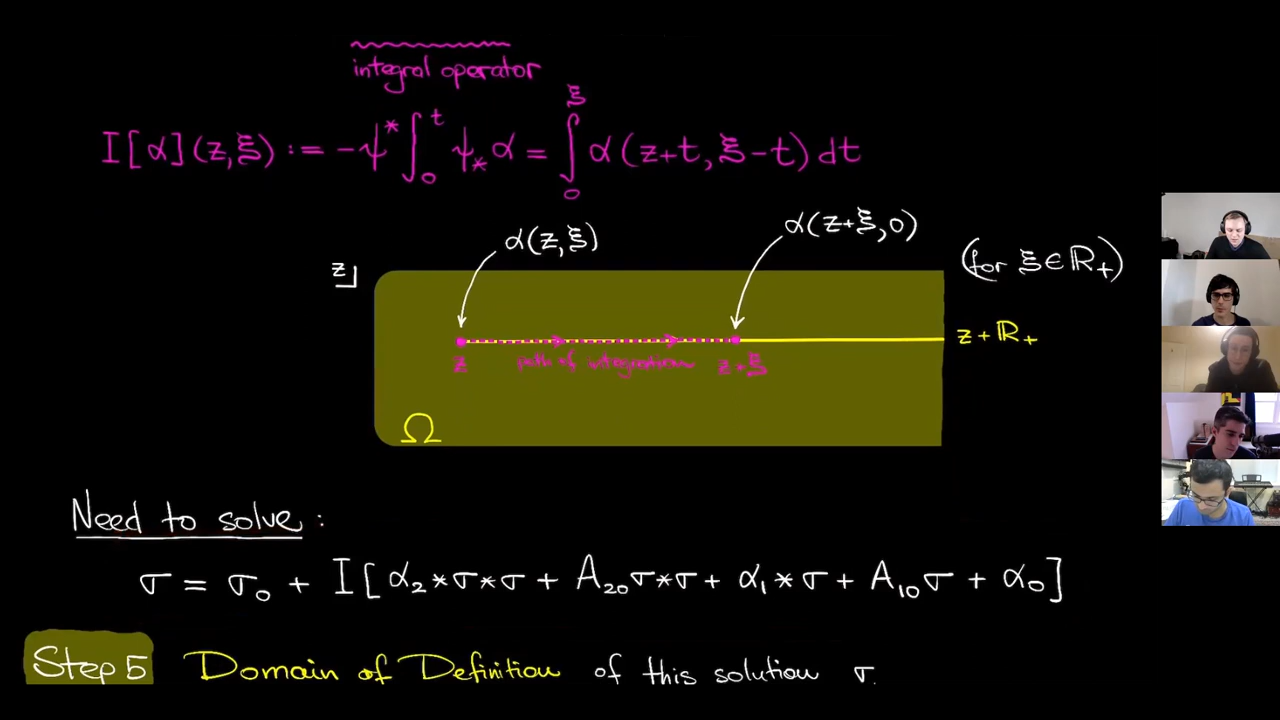 integral operator
I[α](z,ξ) := -ψ* ∫₀ᵗ ψ_* α = ∫₀^ξ α(z+t, ξ-t) dt
α(z,ξ)
α(z+ξ,0)
(for ξ∈ℝ₊)
z
z + ℝ₊
z
path of integration
z+ξ
Ω
Need to solve:
σ = σ₀ + I[α₂*σ*σ + A₂₀σ*σ + α₁*σ + A₁₀σ + α₀]
Step 5 Domain of Definition of this solution σ.